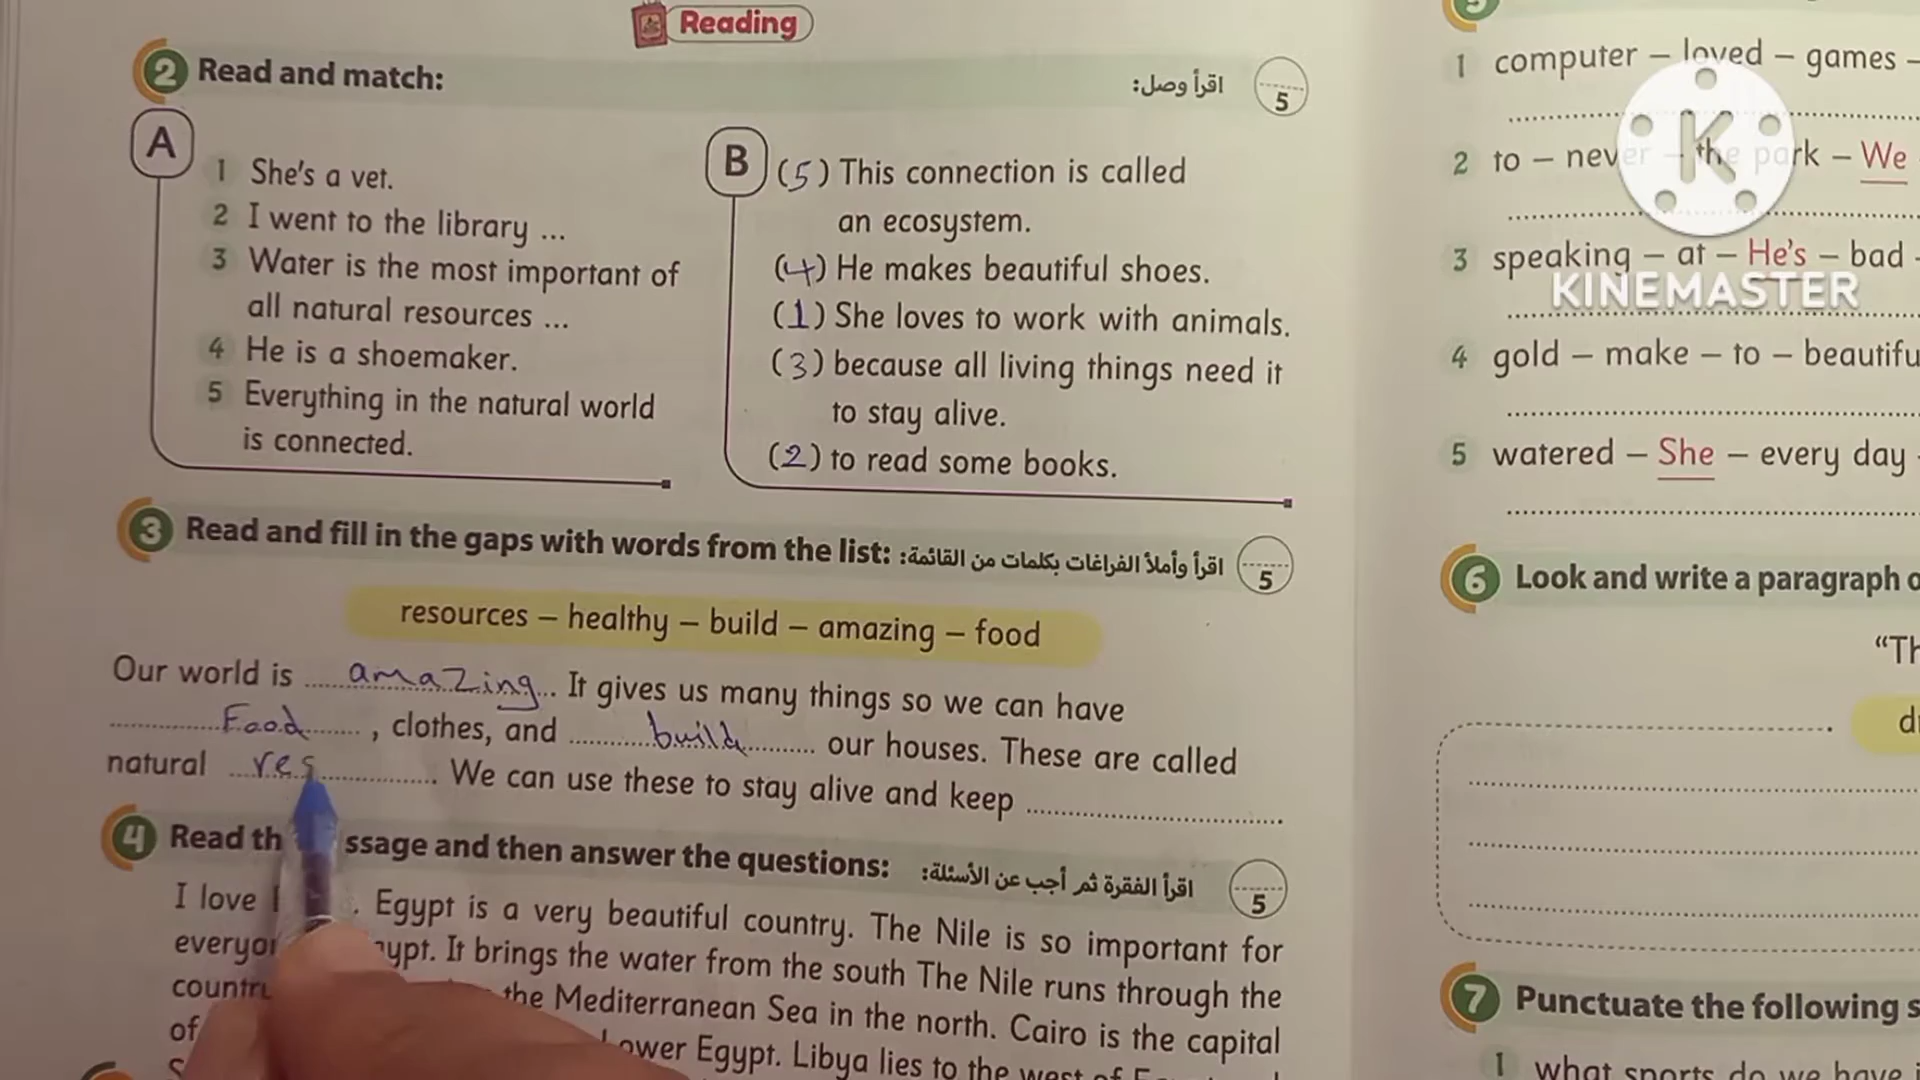 Reading
2 Read and match: اقرأ وصل: 5
A
1 She's a vet.
2 I went to the library ...
3 Water is the most important of
all natural resources ...
4 He is a shoemaker.
5 Everything in the natural world
is connected.
B
(5) This connection is called
an ecosystem.
(4) He makes beautiful shoes.
(1) She loves to work with animals.
(3) because all living things need it
to stay alive.
(2) to read some books.
3 Read and fill in the gaps with words from the list: اقرأ وأملأ الفراغات بكلمات من القائمة: 5
resources – healthy – build – amazing – food
Our world is amazing. It gives us many things so we can have
Food, clothes, and build our houses. These are called
natural res. We can use these to stay alive and keep
4 Read th ssage and then answer the questions: اقرأ الفقرة ثم أجب عن الأسئلة: 5
I love . Egypt is a very beautiful country. The Nile is so important for
everyo ypt. It brings the water from the south The Nile runs through the
countr the Mediterranean Sea in the north. Cairo is the capital
of ower Egypt. Libya lies to the west of
1 computer – loved – games –
2 to – never – the park – We
3 speaking – at – He's – bad -
4 gold – make – to – beautifu
5 watered – She – every day -
6 Look and write a paragraph o
"Th
di
7 Punctuate the following s
1 what sports do we have i
KINEMASTER